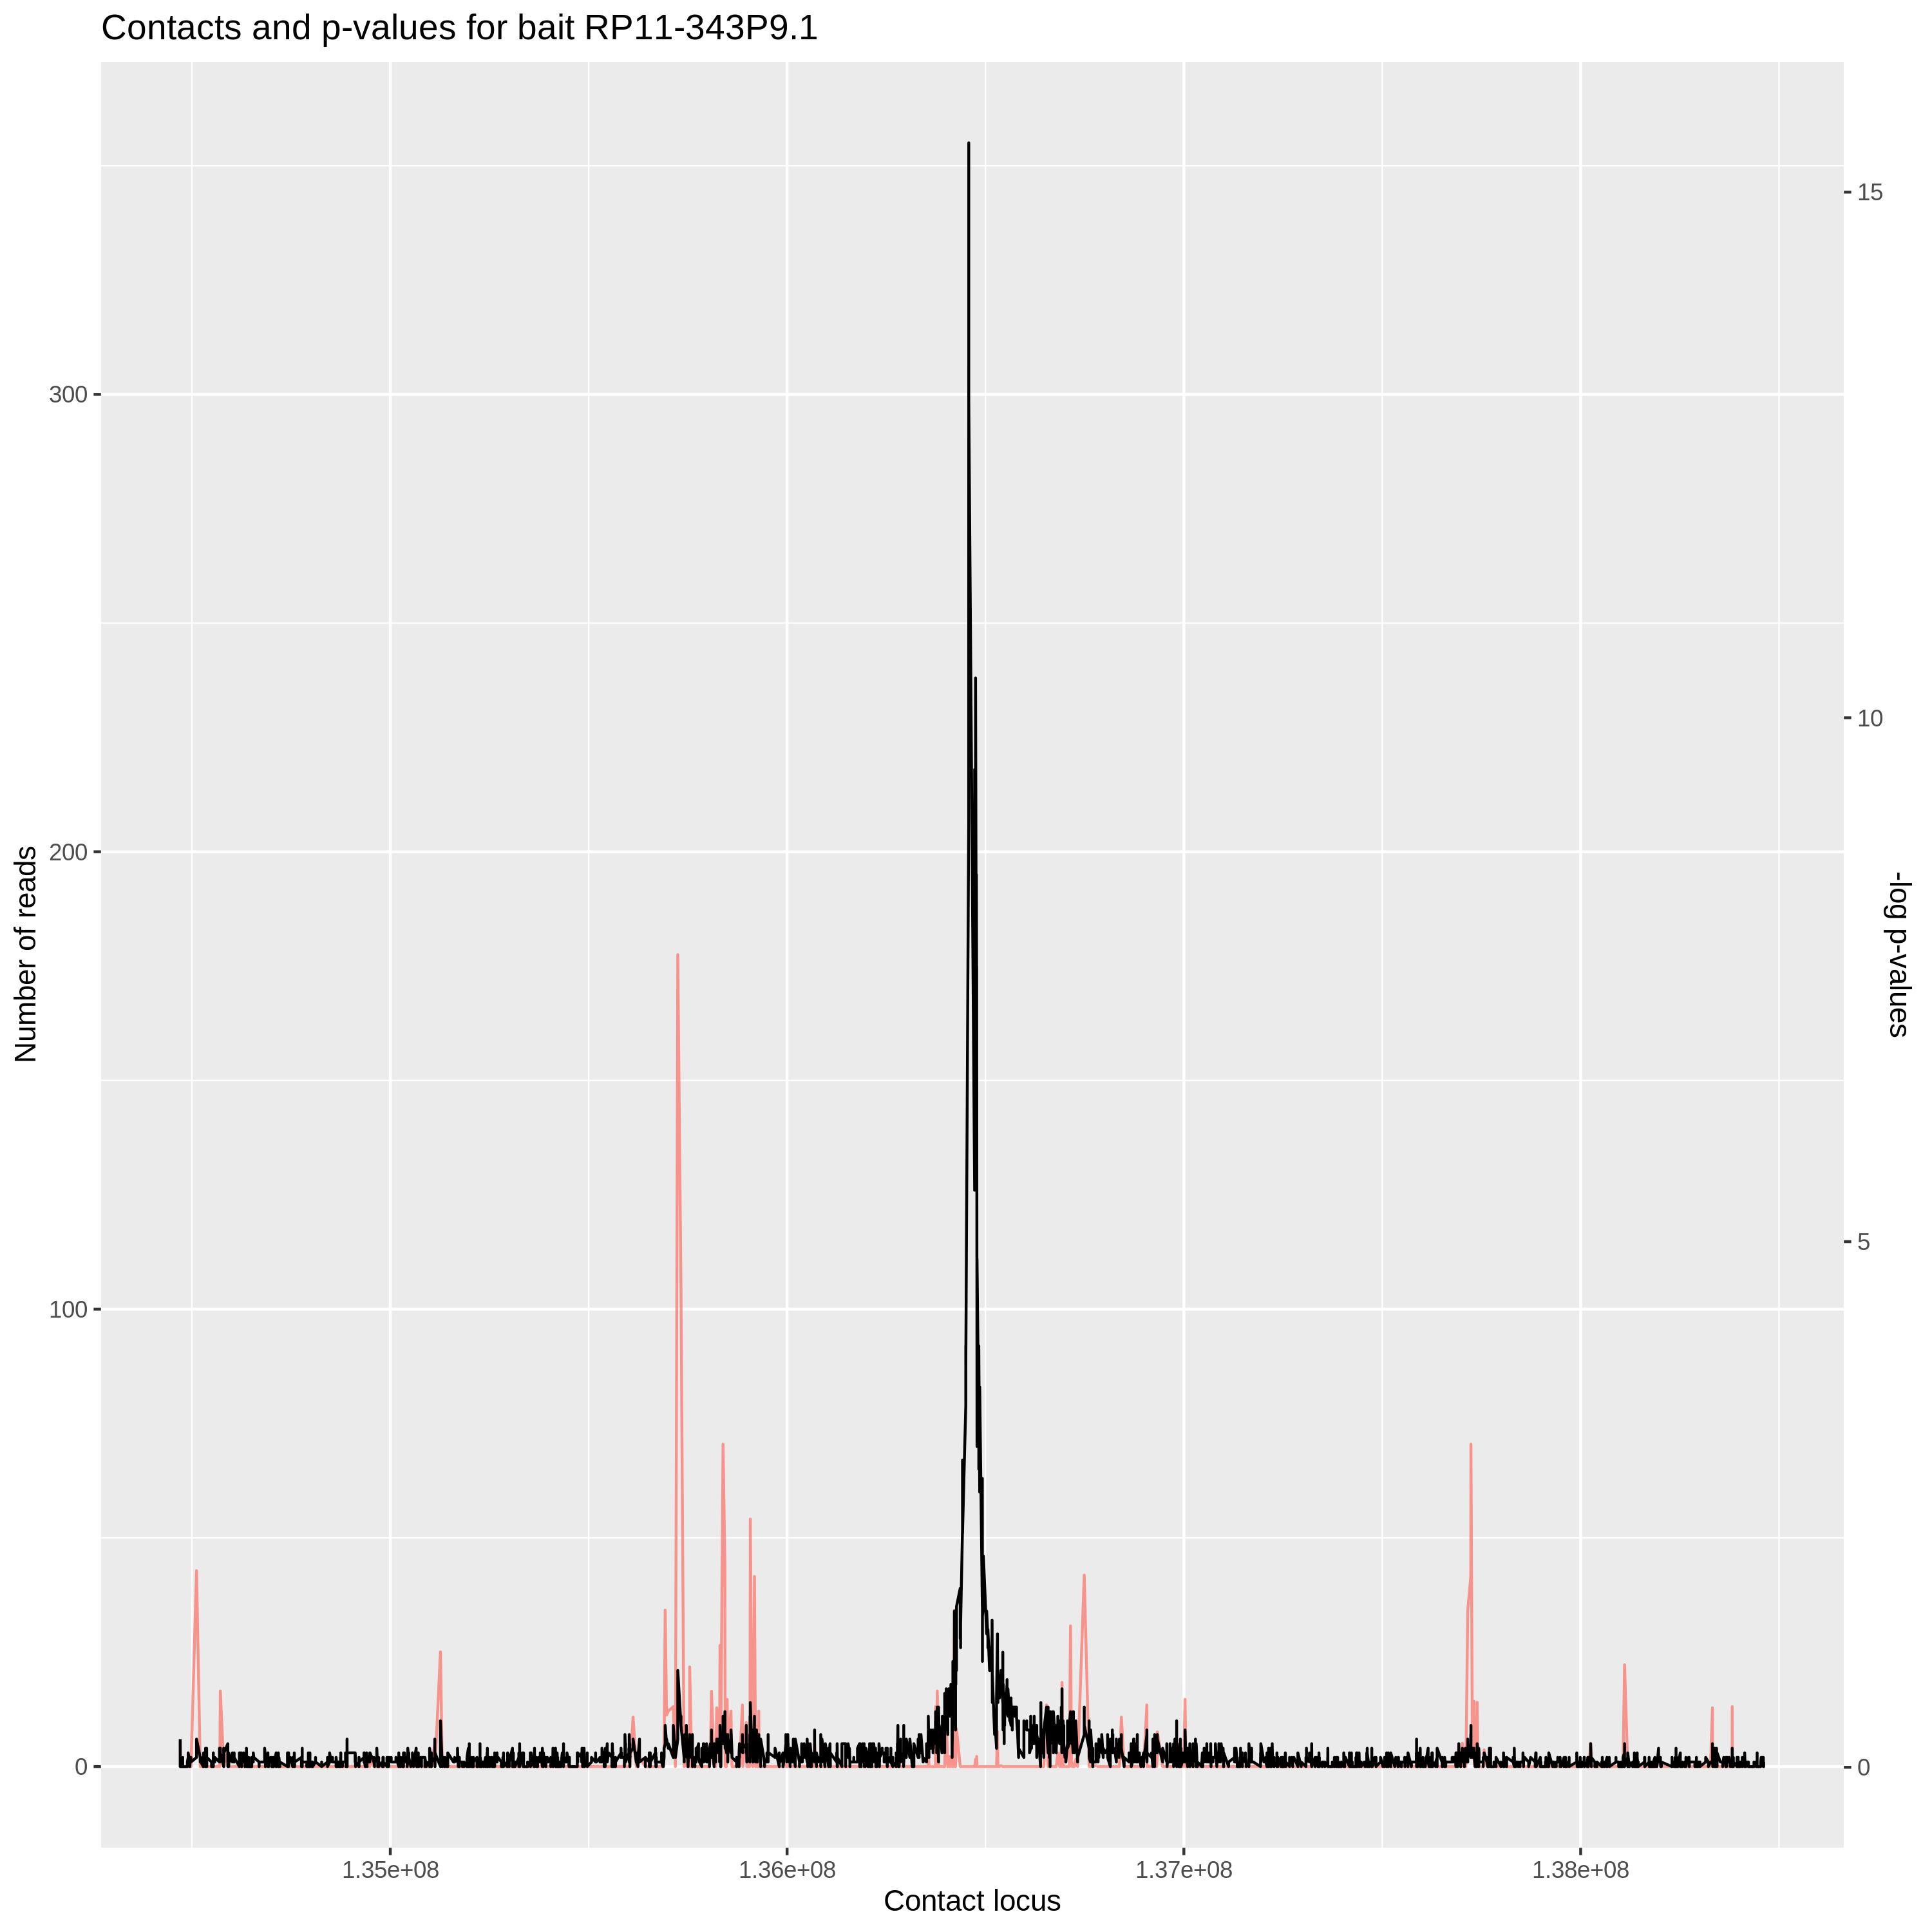 Contacts and p-values for bait RP11-343P9.1
Number of reads
300
200
100
0
15
10
5
0
-log p-values
1.35e+08
1.36e+08
1.37e+08
1.38e+08
Contact locus